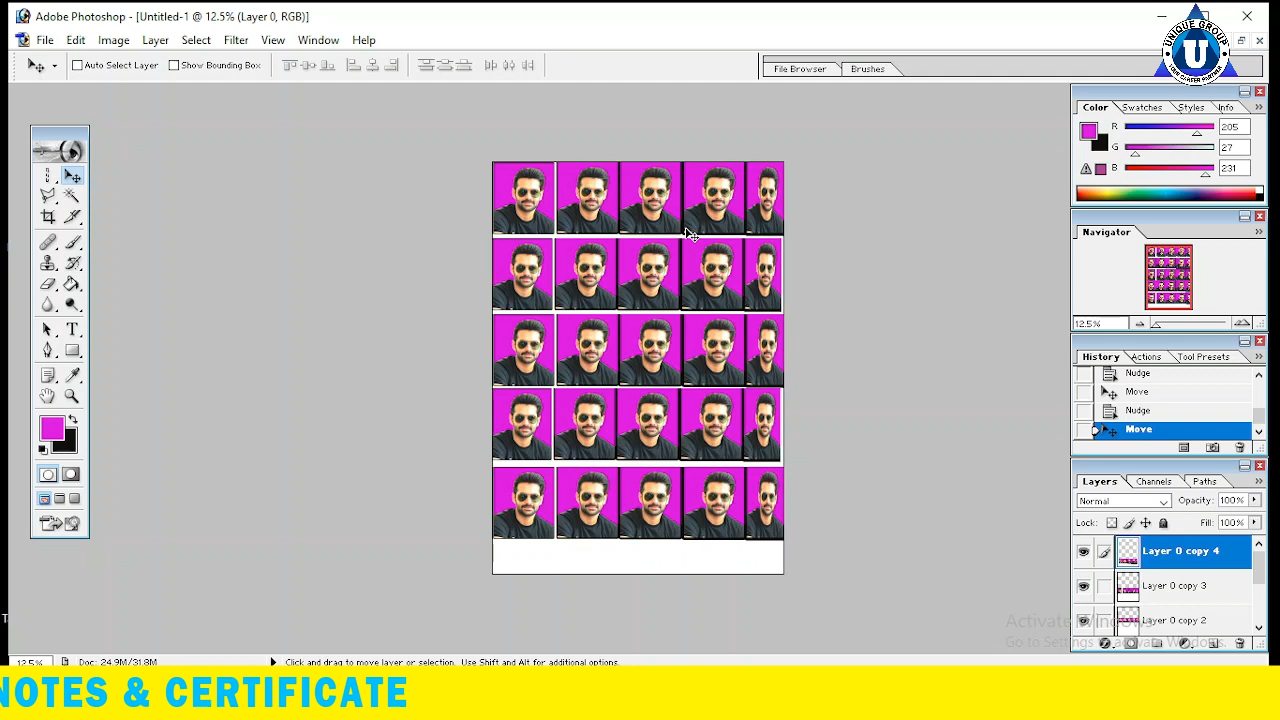 Adobe Photoshop - [Untitled-1 @ 12.5% (Layer 0, RGB)]
UNIQUE GROUP
U
YOUR CAREER PARTNER
File Edit Image Layer Select Filter View Window Help
Auto Select Layer Show Bounding Box
File Browser Brushes
Color Swatches Styles Info
R 205
G 27
B 231
Navigator
12.5%
History Actions Tool Presets
Nudge
Move
Nudge
Move
Layers Channels Paths
Normal Opacity: 100%
Lock: Fill: 100%
Layer 0 copy 4
Layer 0 copy 3
Layer 0 copy 2
Activate Windows
Go to Settings to Activate Windows.
12.5% Doc: 24.9M/31.8M Click and drag to move layer or selection. Use Shift and Alt for additional options.
NOTES & CERTIFICATE